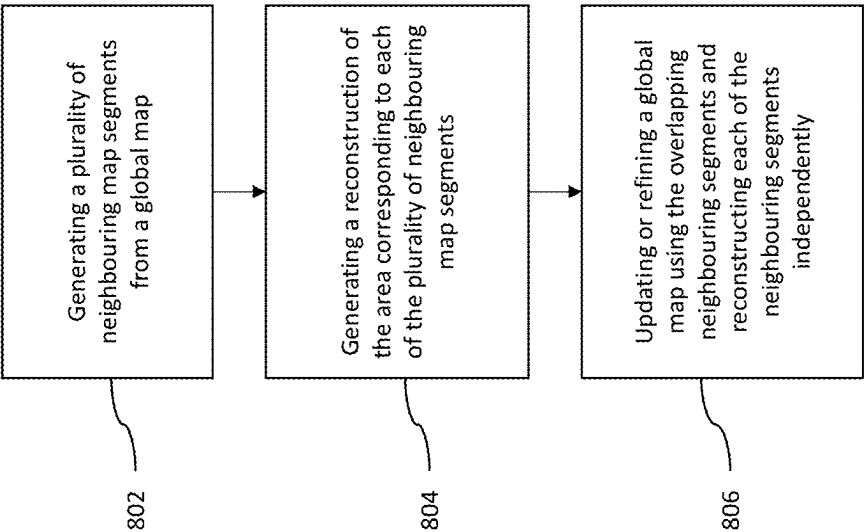 Generating a plurality of
neighbouring map segments
from a global map
802
Generating a reconstruction of
the area corresponding to each
of the plurality of neighbouring
map segments
804
Updating or refining a global
map using the overlapping
neighbouring segments and
reconstructing each of the
neighbouring segments
independently
806